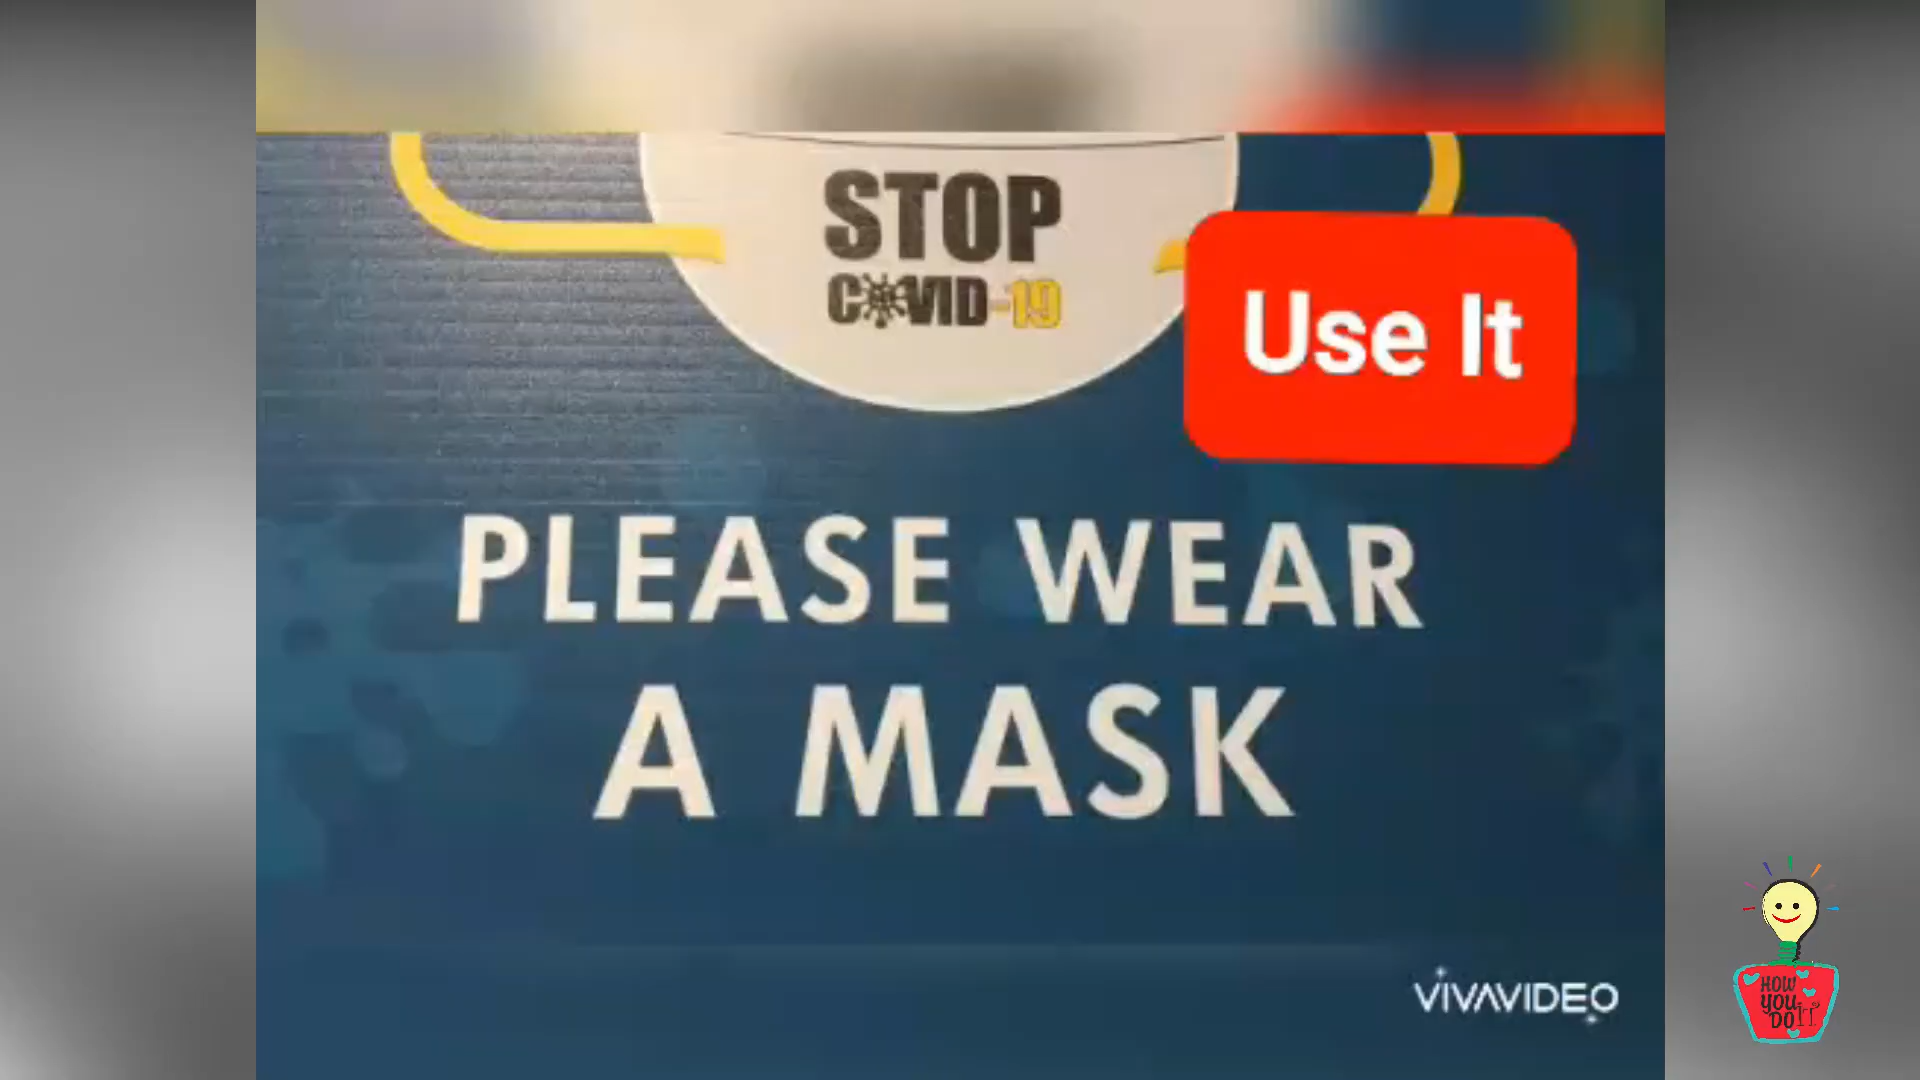 STOP
COVID-19
Use It
PLEASE WEAR
A MASK
VIVAVIDEO
HOW
YOU
DO IT